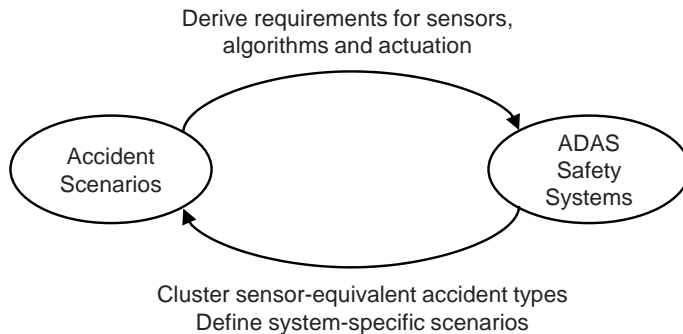 Derive requirements for sensors,
algorithms and actuation
Accident
Scenarios
ADAS
Safety
Systems
Cluster sensor-equivalent accident types
Define system-specific scenarios